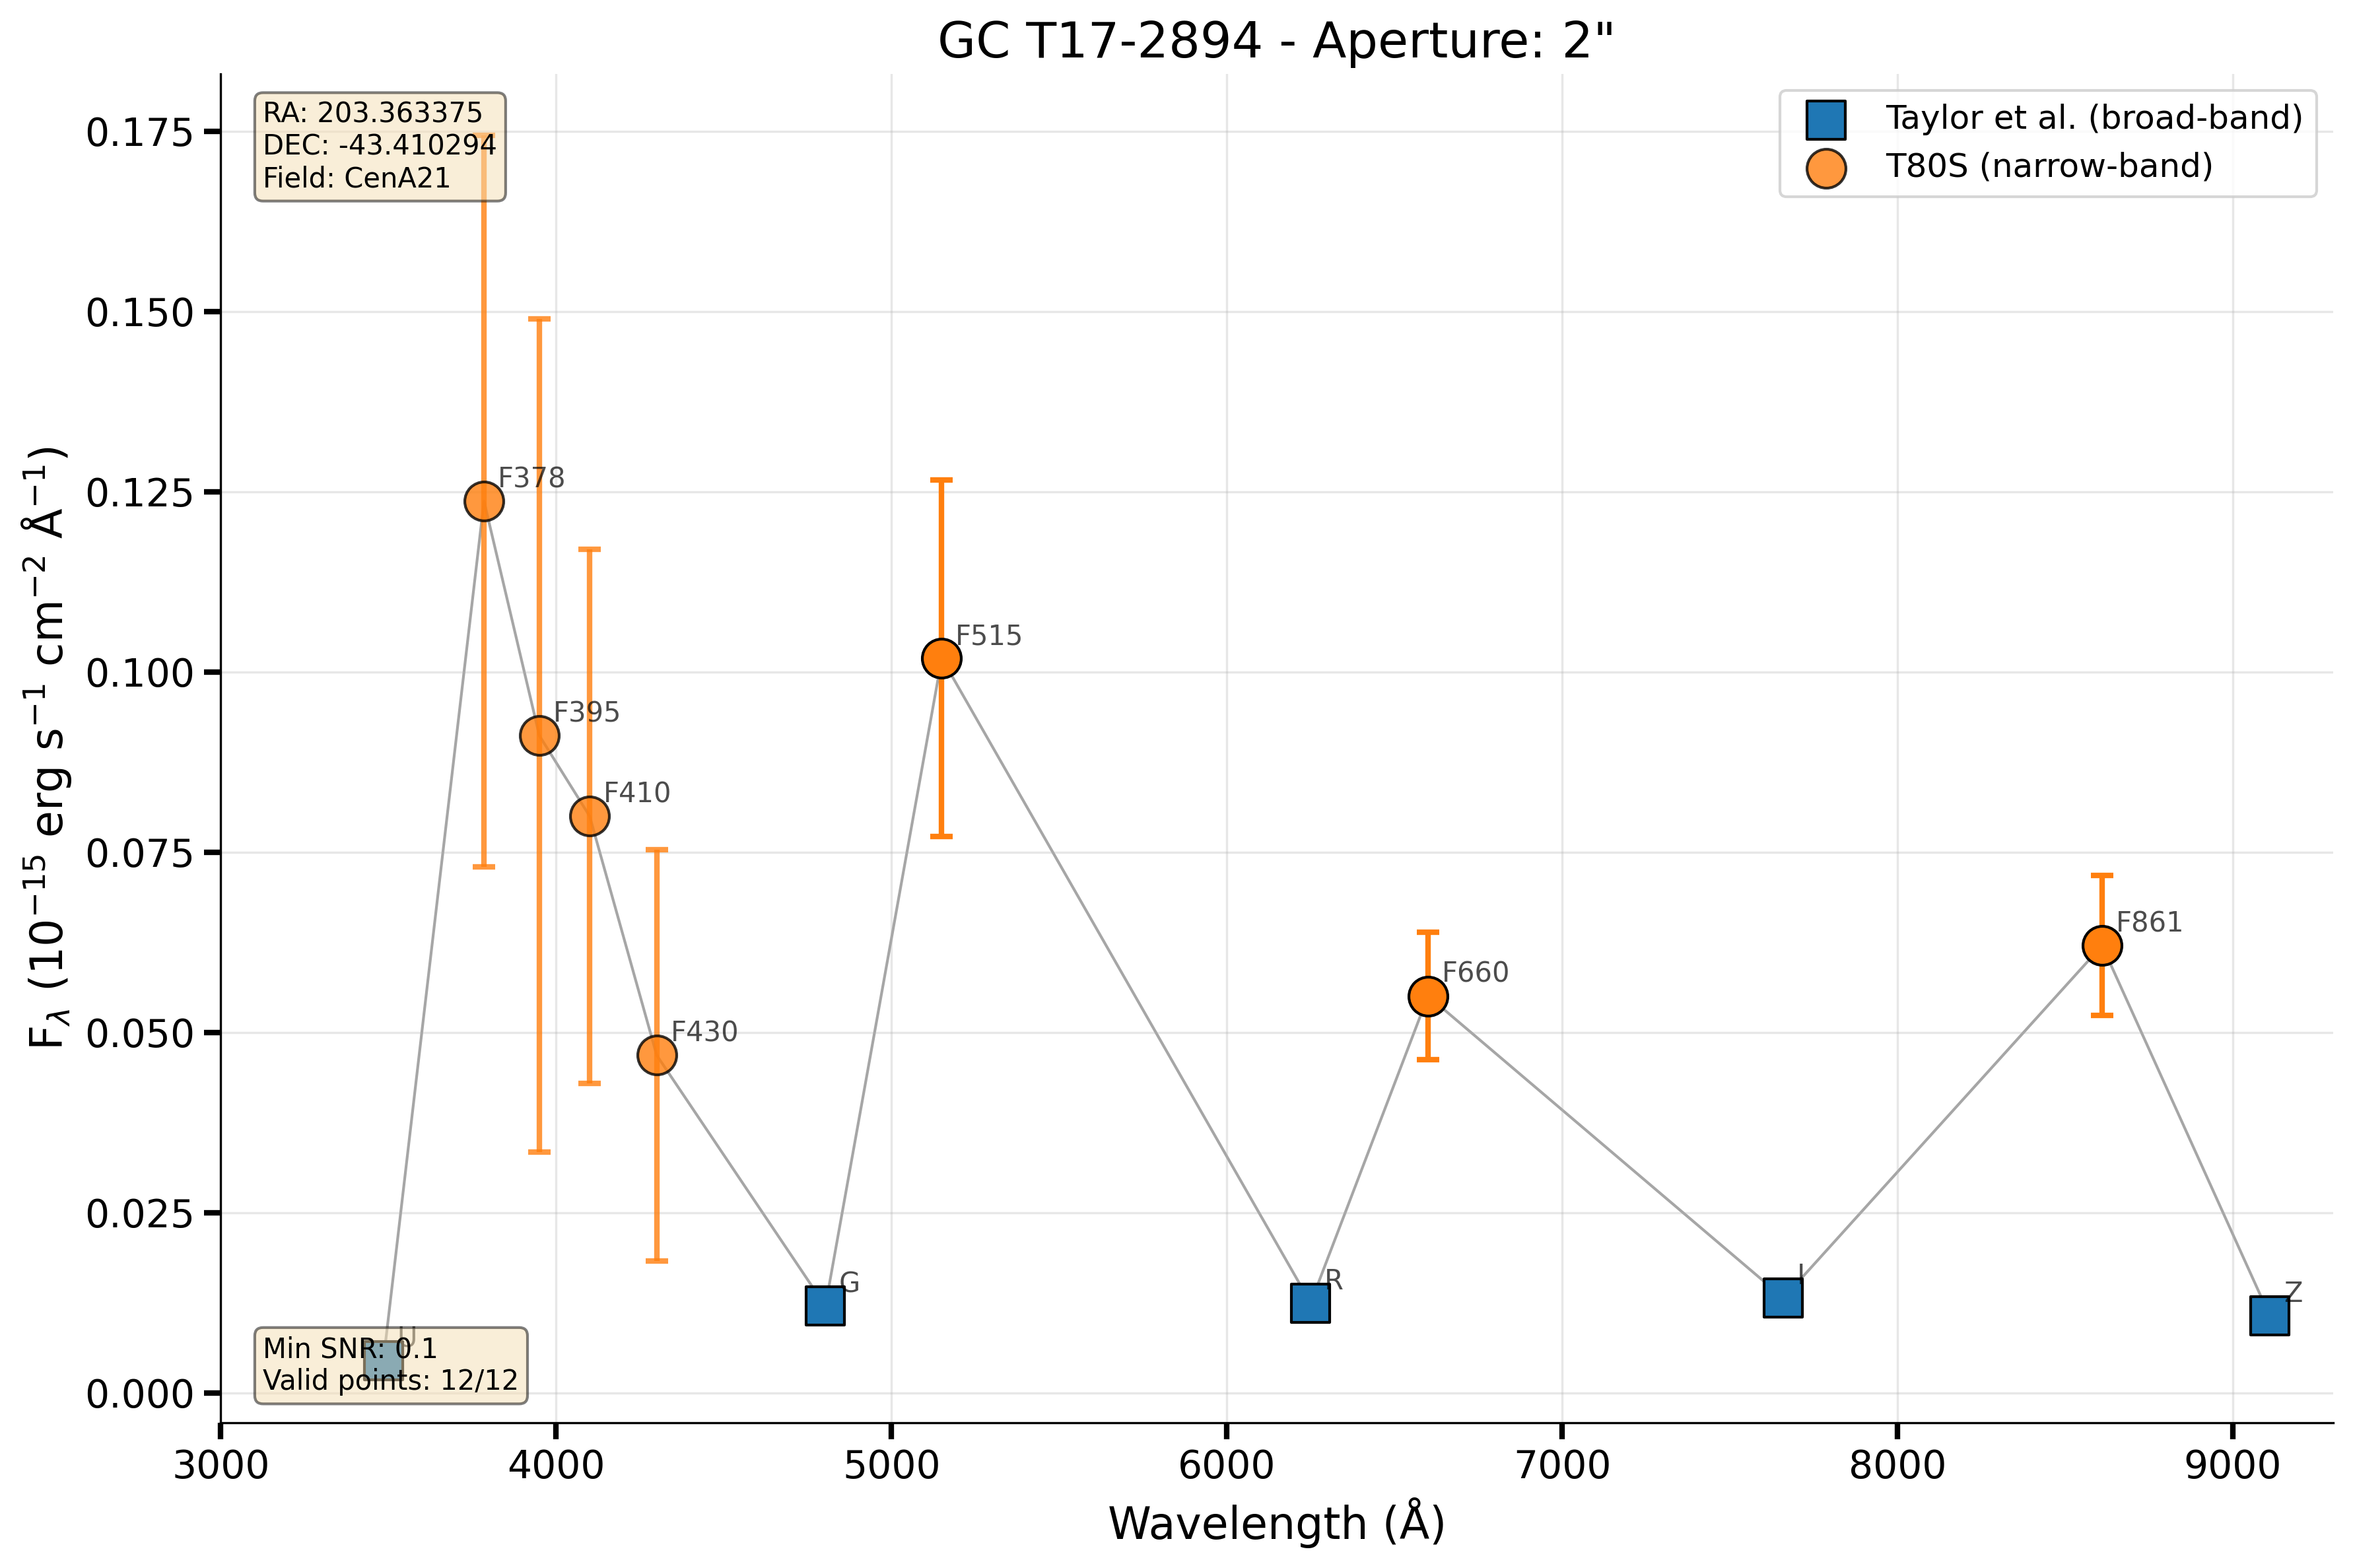 GC T17-2894 - Aperture: 2"
RA: 203.363375
DEC: -43.410294
Field: CenA21
Taylor et al. (broad-band)
T80S (narrow-band)
F_λ (10⁻¹⁵ erg s⁻¹ cm⁻² Å⁻¹)
0.175
0.150
0.125
0.100
0.075
0.050
0.025
0.000
F378
F395
F410
F430
F515
F660
F861
U
G
R
I
Z
Min SNR: 0.1
Valid points: 12/12
3000
4000
5000
6000
7000
8000
9000
Wavelength (Å)